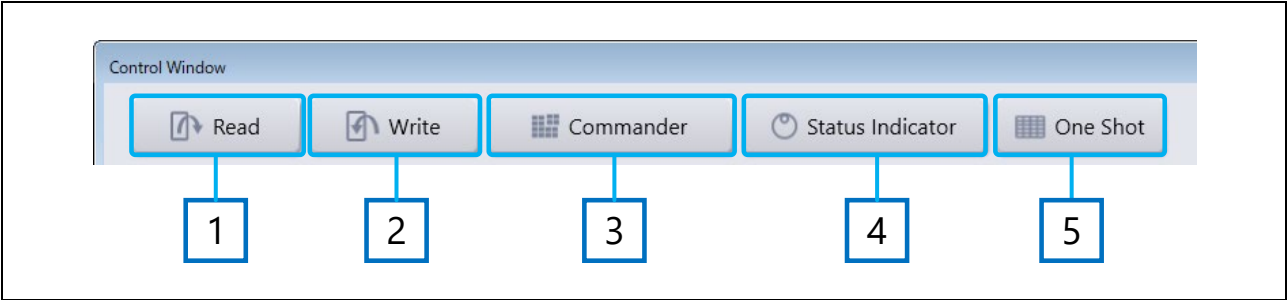 Control Window
Read Write Commander Status Indicator One Shot
1 2 3 4 5